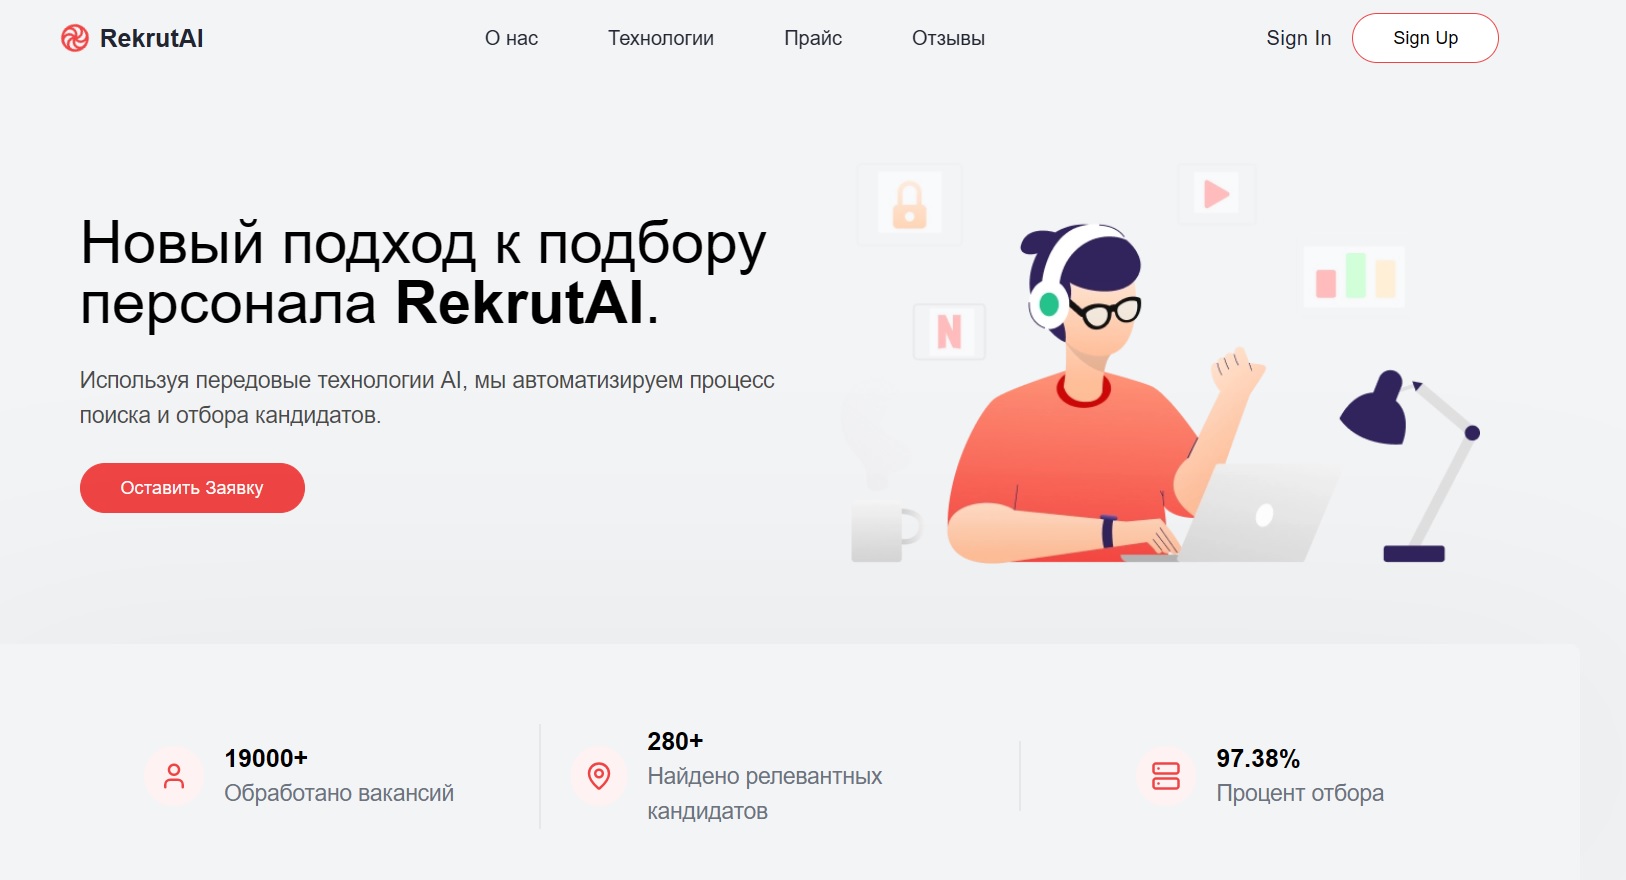 RekrutAI
О нас
Технологии
Прайс
Отзывы
Sign In
Sign Up
Новый подход к подбору
персонала RekrutAI.
Используя передовые технологии AI, мы автоматизируем процесс
поиска и отбора кандидатов.
Оставить Заявку
N
19000+
Обработано вакансий
280+
Найдено релевантных
кандидатов
97.38%
Процент отбора